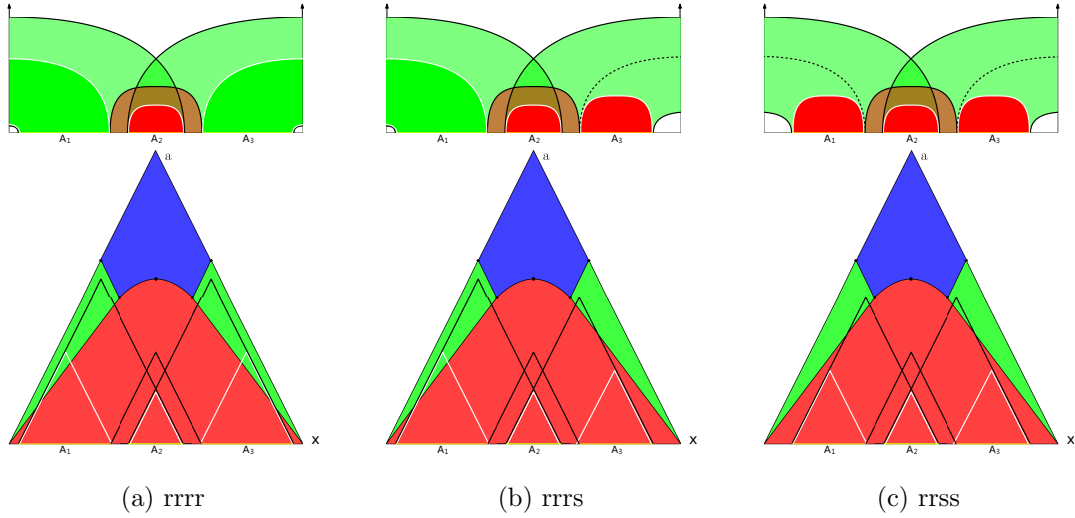 A₁ A₂ A₃
A₁ A₂ A₃
A₁ A₂ A₃
a
a
a
x
x
x
A₁ A₂ A₃
A₁ A₂ A₃
A₁ A₂ A₃
(a) rrrr
(b) rrrs
(c) rrss